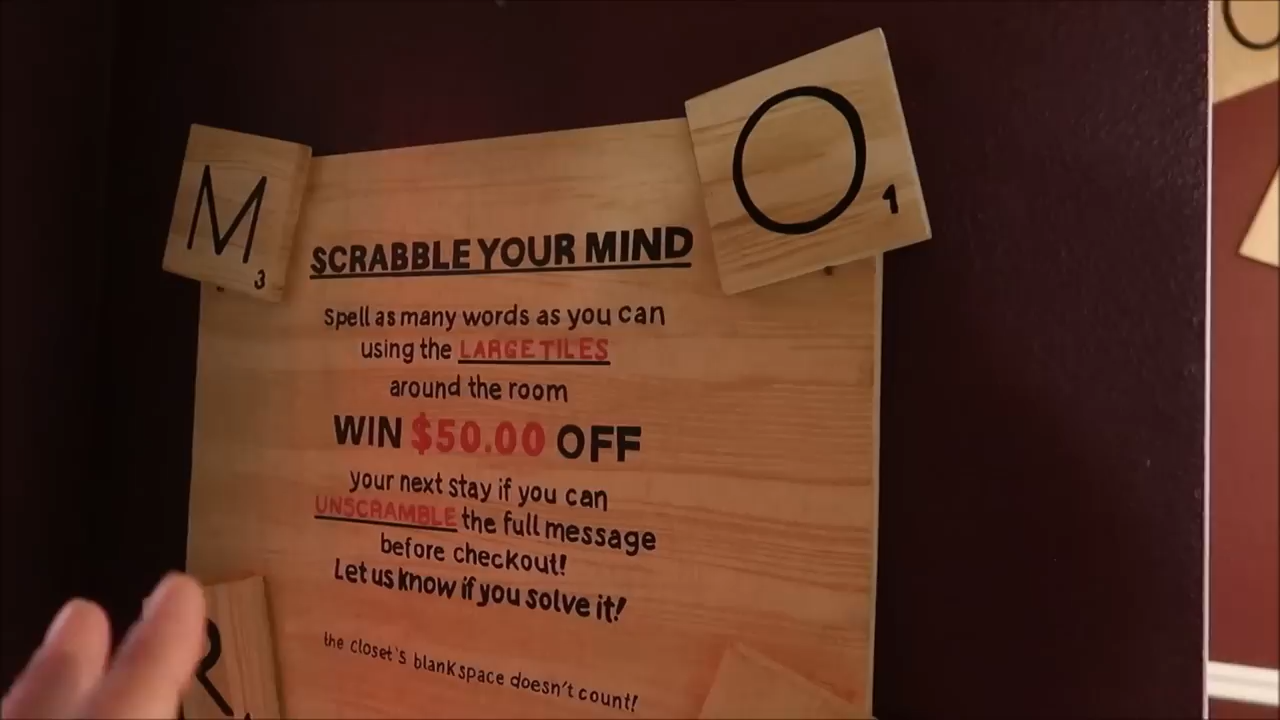 M
3
O
1
SCRABBLE YOUR MIND
Spell as many words as you can
using the LARGE TILES
around the room
WIN $50.00 OFF
your next stay if you can
UNSCRAMBLE the full message
before checkout!
Let us know if you solve it!
the closet's blank space doesn't count!
R
O